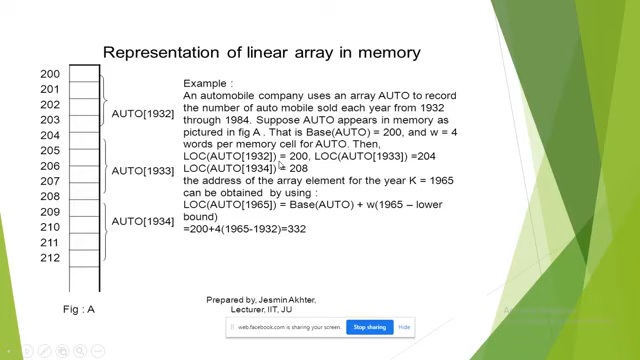 Representation of linear array in memory
200
201
202
203
204
205
206
207
208
209
210
211
212
AUTO[1932]
AUTO[1933]
AUTO[1934]
Fig : A
Example :
An automobile company uses an array AUTO to record
the number of auto mobile sold each year from 1932
through 1984. Suppose AUTO appears in memory as
pictured in fig A . That is Base(AUTO) = 200, and w = 4
words per memory cell for AUTO. Then,
LOC(AUTO[1932]) = 200, LOC(AUTO[1933]) =204
LOC(AUTO[1934]) = 208
the address of the array element for the year K = 1965
can be obtained by using:
LOC(AUTO[1965]) = Base(AUTO) + w(1965 – lower
bound)
=200+4(1965-1932)=332
Prepared by, Jesmin Akhter,
Lecturer, IIT, JU
web.facebook.com is sharing your screen. Stop sharing Hide